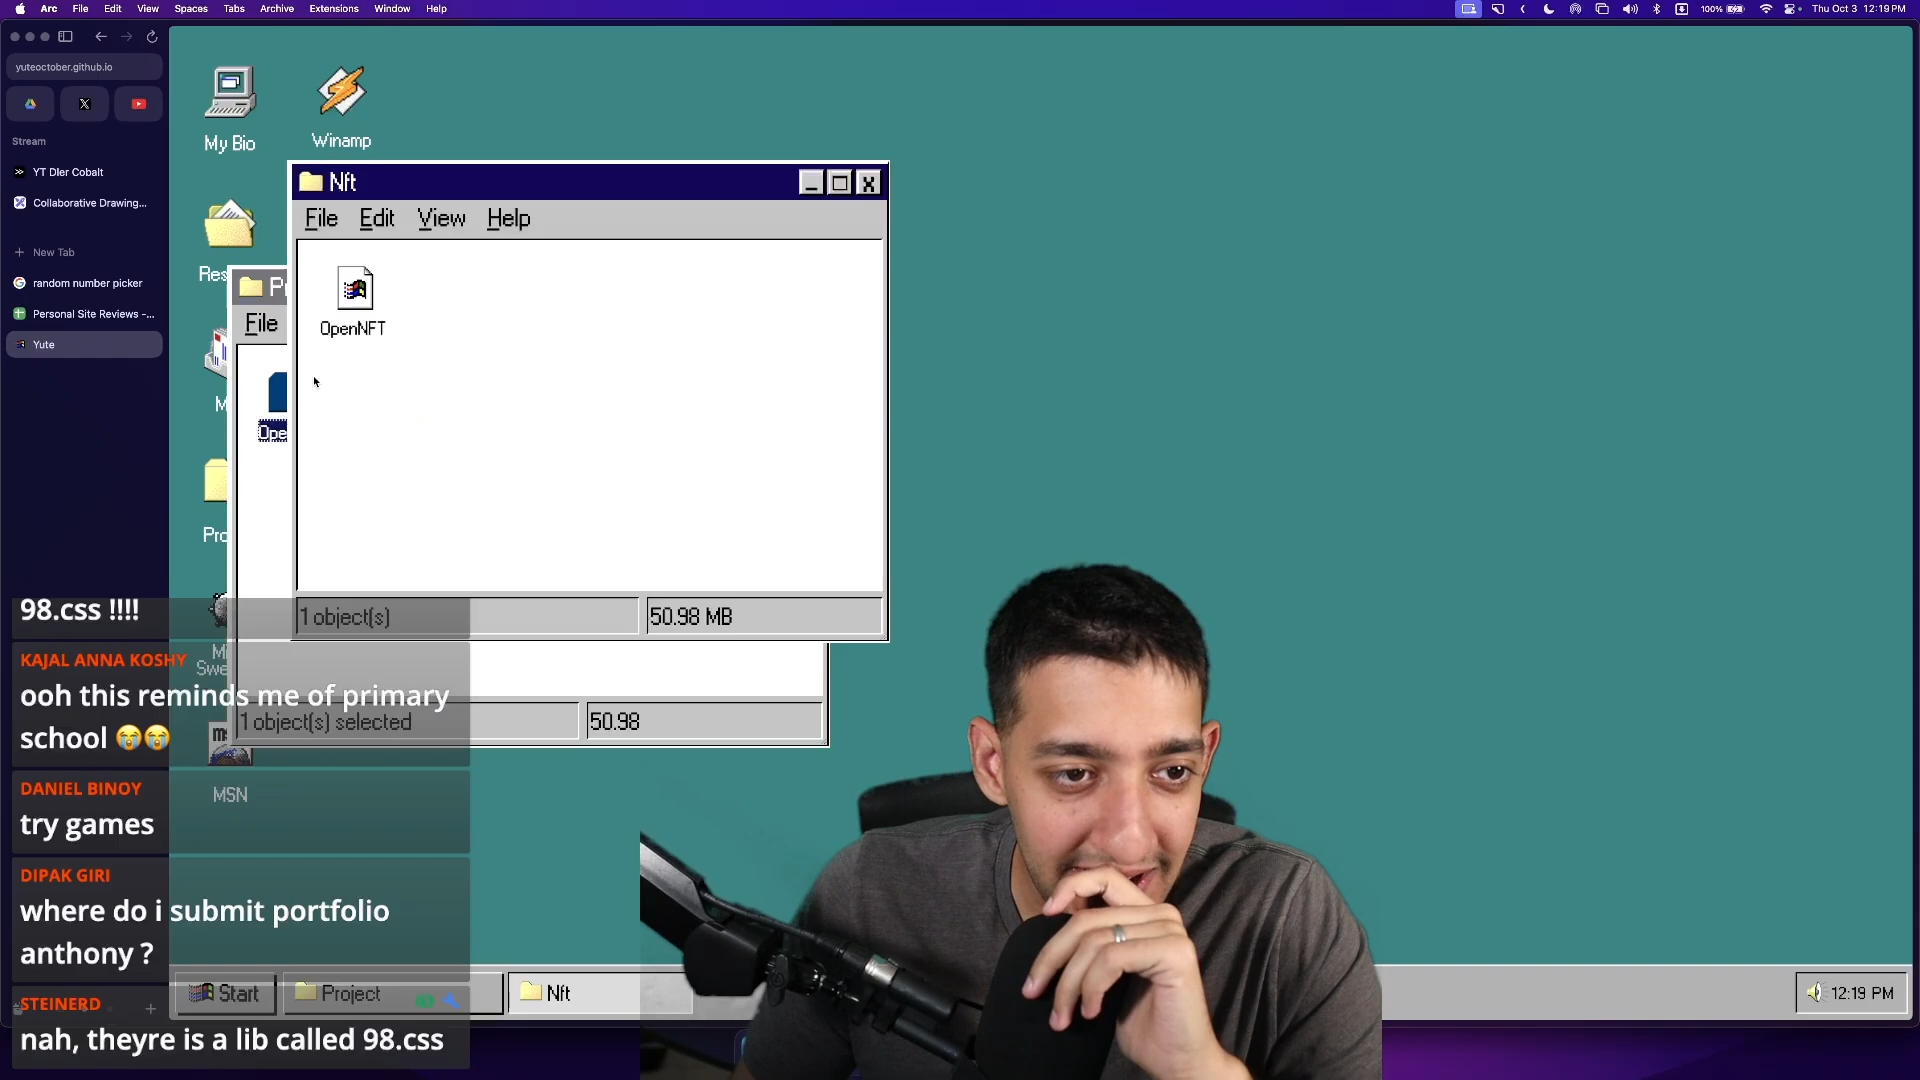 Arc File Edit View Spaces Tabs Archive Extensions Window Help
100% Thu Oct 3 12:19 PM
yuteoctober.github.io
Stream
YT Dler Cobalt
Collaborative Drawing...
New Tab
random number picker
Personal Site Reviews -...
Yute
My Bio
Winamp
Res
M
Pro
MSN
Nft
File Edit View Help
OpenNFT
1 object(s)
50.98 MB
File
Ope
1 object(s) selected
50.98
98.css !!!!
KAJAL ANNA KOSHY
ooh this reminds me of primary
school 😭😭
DANIEL BINOY
try games
DIPAK GIRI
where do i submit portfolio
anthony ?
STEINERD
nah, theyre is a lib called 98.css
Start
Project
Nft
12:19 PM